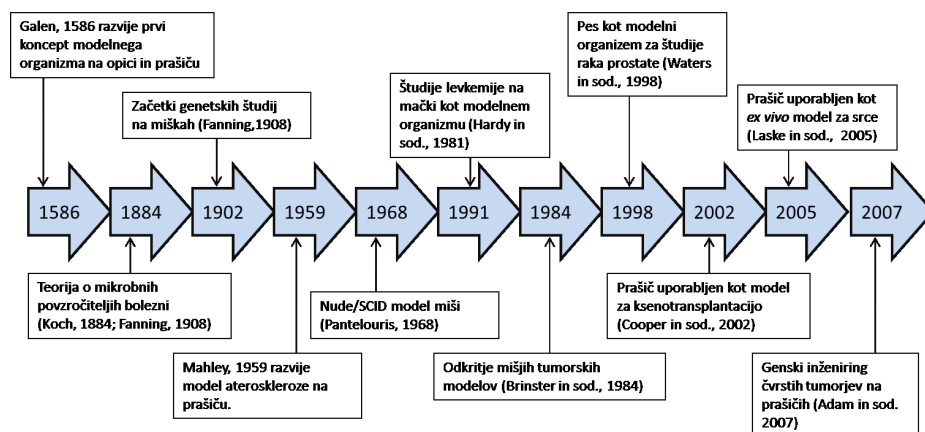 Galen, 1586 razvije prvi
koncept modelnega
organizma na opici in prašiču
Začetki genetskih študij
na miškah (Fanning,1908)
Študije levkemije na
mački kot modelnem
organizmu (Hardy in
sod., 1981)
Pes kot modelni
organizem za študije
raka prostate (Waters
in sod., 1998)
Prašič uporabljen kot
ex vivo model za srce
(Laske in sod.,  2005)
1586
1884
1902
1959
1968
1991
1984
1998
2002
2005
2007
Teorija o mikrobnih
povzročiteljih bolezni
(Koch, 1884; Fanning, 1908)
Mahley, 1959 razvije
model ateroskleroze na
prašiču.
Nude/SCID model miši
(Pantelouris, 1968)
Odkritje mišjih tumorskih
modelov (Brinster in sod., 1984)
Prašič uporabljen kot model
za ksenotransplantacijo
(Cooper in sod., 2002)
Genski inženiring
čvrstih tumorjev na
prašičih (Adam in sod.
2007)